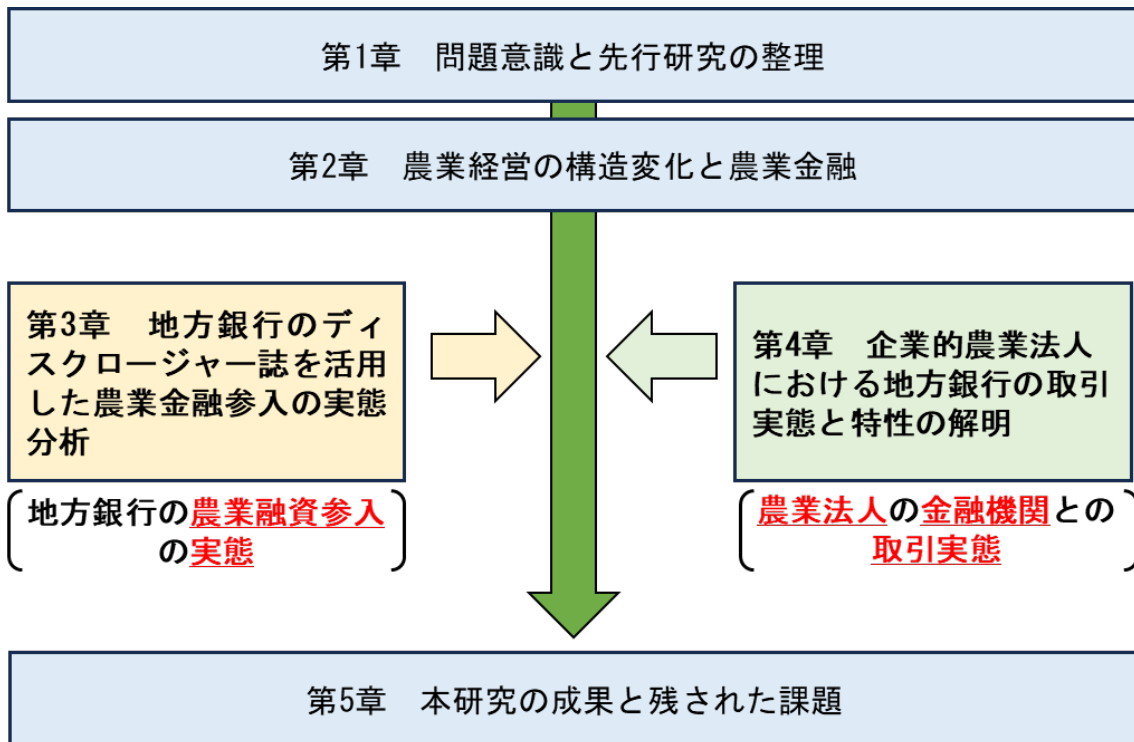 第1章　問題意識と先行研究の整理
第2章　農業経営の構造変化と農業金融
第3章　地方銀行のディ
スクロージャー誌を活用
した農業金融参入の実態
分析
地方銀行の農業融資参入
の実態
第4章　企業的農業法人
における地方銀行の取引
実態と特性の解明
農業法人の金融機関との
取引実態
第5章　本研究の成果と残された課題